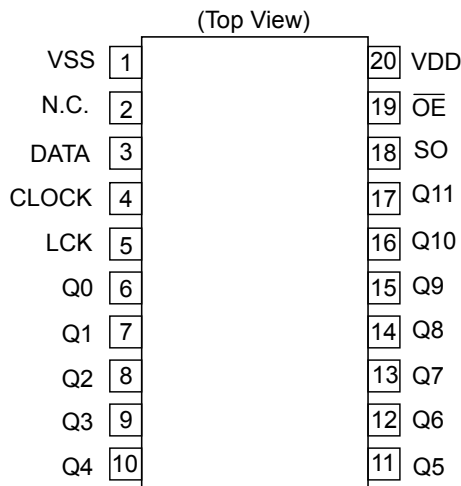 (Top View)
VSS 1 20 VDD
N.C. 2 19 O̅E̅
DATA 3 18 SO
CLOCK 4 17 Q11
LCK 5 16 Q10
Q0 6 15 Q9
Q1 7 14 Q8
Q2 8 13 Q7
Q3 9 12 Q6
Q4 10 11 Q5